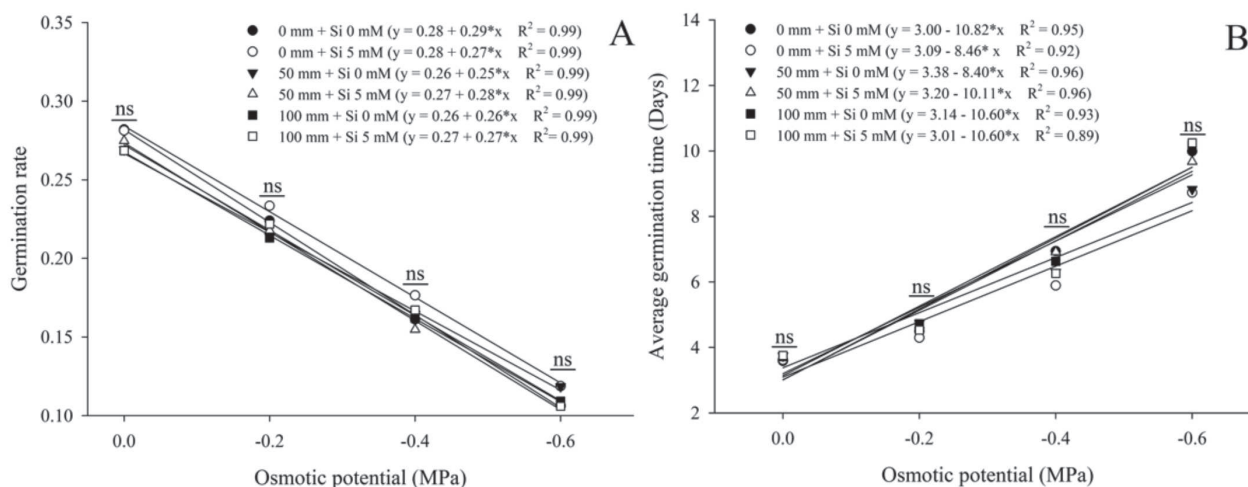 A
0 mm + Si 0 mM (y = 0.28 + 0.29*x R² = 0.99)
0 mm + Si 5 mM (y = 0.28 + 0.27*x R² = 0.99)
50 mm + Si 0 mM (y = 0.26 + 0.25*x R² = 0.99)
50 mm + Si 5 mM (y = 0.27 + 0.28*x R² = 0.99)
100 mm + Si 0 mM (y = 0.26 + 0.26*x R² = 0.99)
100 mm + Si 5 mM (y = 0.27 + 0.27*x R² = 0.99)
Germination rate
0.35
0.30
0.25
0.20
0.15
0.10
ns
ns
ns
ns
0.0 -0.2 -0.4 -0.6
Osmotic potential (MPa)
B
0 mm + Si 0 mM (y = 3.00 - 10.82*x R² = 0.95)
0 mm + Si 5 mM (y = 3.09 - 8.46* x R² = 0.92)
50 mm + Si 0 mM (y = 3.38 - 8.40*x R² = 0.96)
50 mm + Si 5 mM (y = 3.20 - 10.11*x R² = 0.96)
100 mm + Si 0 mM (y = 3.14 - 10.60*x R² = 0.93)
100 mm + Si 5 mM (y = 3.01 - 10.60*x R² = 0.89)
Average germination time (Days)
14
12
10
8
6
4
2
ns
ns
ns
ns
0.0 -0.2 -0.4 -0.6
Osmotic potential (MPa)